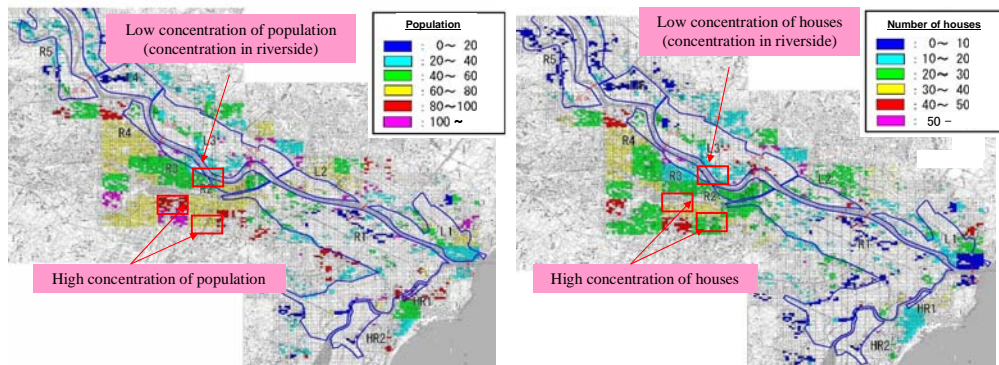 Low concentration of population
(concentration in riverside)
Population
: 0～ 20
: 20～ 40
: 40～ 60
: 60～ 80
: 80～100
: 100 ~
R5
L4
R4
L3
R3
R2
L2
R1
L1
HR1
HR2
High concentration of population
Low concentration of houses
(concentration in riverside)
Number of houses
: 0～ 10
: 10～ 20
: 20～ 30
: 30～ 40
: 40～ 50
: 50 –
R5
R4
L3
R3
R2
L2
R1
L1
HR1
HR2
High concentration of houses